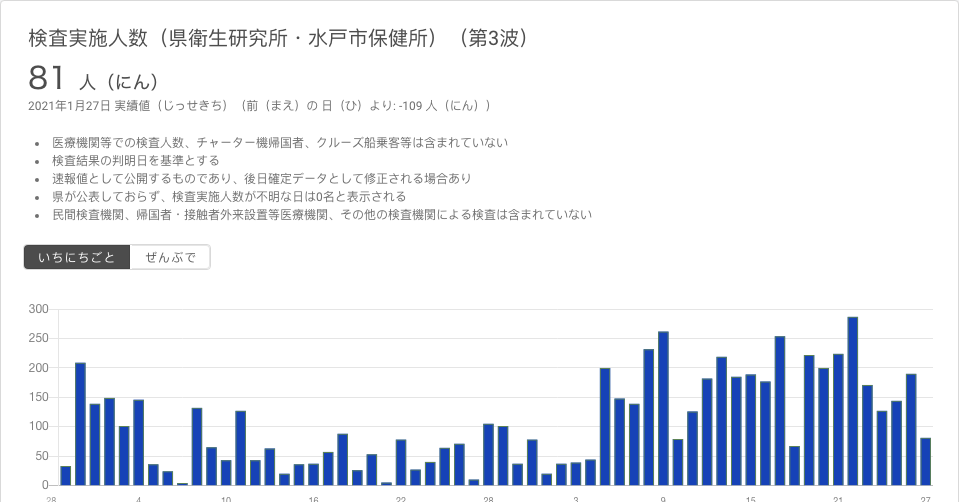 検査実施人数（県衛生研究所・水戸市保健所）（第3波）
81 人（にん）
2021年1月27日 実績値（じっせきち）（前（まえ）の 日（ひ）より: -109 人（にん））
• 医療機関等での検査人数、チャーター機帰国者、クルーズ船乗客等は含まれていない
• 検査結果の判明日を基準とする
• 速報値として公開するものであり、後日確定データとして修正される場合あり
• 県が公表しておらず、検査実施人数が不明な日は0名と表示される
• 民間検査機関、帰国者・接触者外来設置等医療機関、その他の検査機関による検査は含まれていない
いちにちごと ぜんぶで
300
250
200
150
100
50
0
28 4 10 16 22 28 3 9 15 21 27